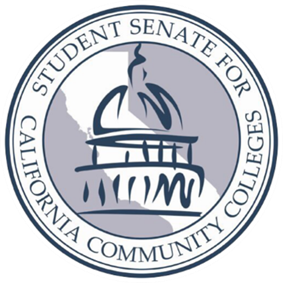 STUDENT SENATE FOR
CALIFORNIA COMMUNITY COLLEGES